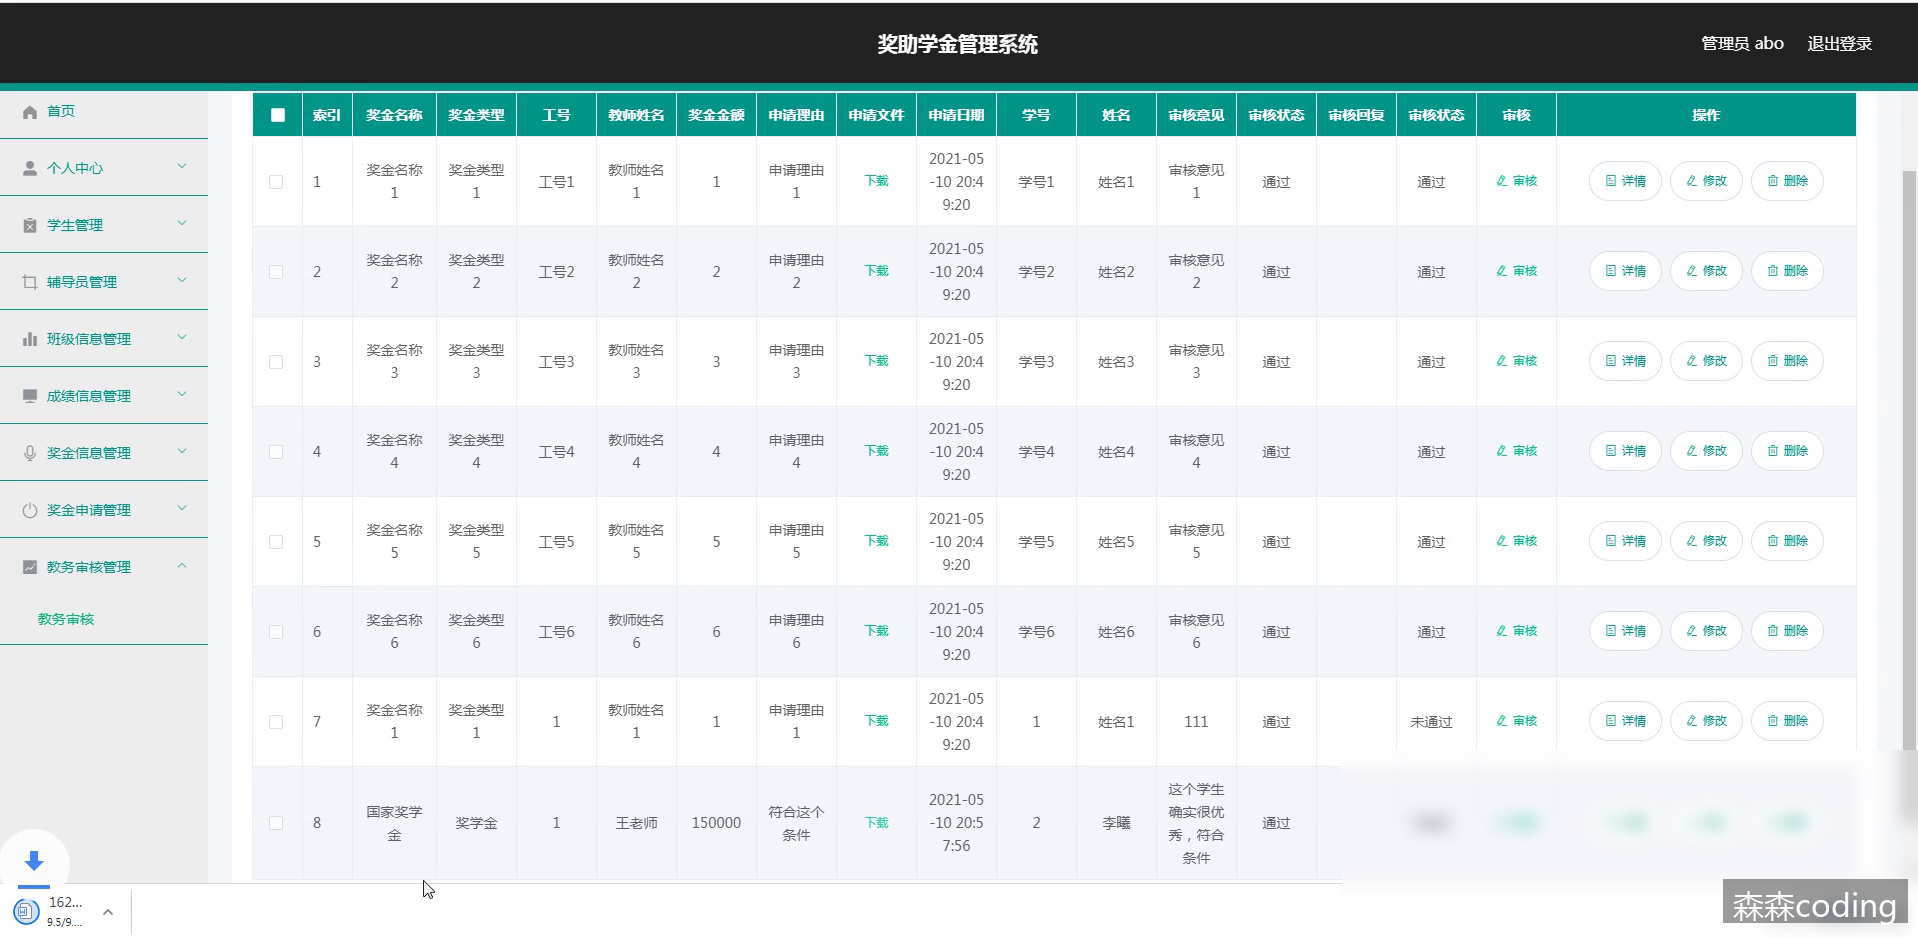 奖助学金管理系统
管理员 abo 退出登录
首页
个人中心
学生管理
辅导员管理
班级信息管理
成绩信息管理
奖金信息管理
奖金申请管理
教务审核管理
教务审核
索引 奖金名称 奖金类型 工号 教师姓名 奖金金额 申请理由 申请文件 申请日期 学号 姓名 审核意见 审核状态 审核回复 审核状态 审核 操作
1 奖金名称1 奖金类型1 工号1 教师姓名1 1 申请理由1 下载 2021-05-10 20:49:20 学号1 姓名1 审核意见1 通过 通过 审核 详情 修改 删除
2 奖金名称2 奖金类型2 工号2 教师姓名2 2 申请理由2 下载 2021-05-10 20:49:20 学号2 姓名2 审核意见2 通过 通过 审核 详情 修改 删除
3 奖金名称3 奖金类型3 工号3 教师姓名3 3 申请理由3 下载 2021-05-10 20:49:20 学号3 姓名3 审核意见3 通过 通过 审核 详情 修改 删除
4 奖金名称4 奖金类型4 工号4 教师姓名4 4 申请理由4 下载 2021-05-10 20:49:20 学号4 姓名4 审核意见4 通过 通过 审核 详情 修改 删除
5 奖金名称5 奖金类型5 工号5 教师姓名5 5 申请理由5 下载 2021-05-10 20:49:20 学号5 姓名5 审核意见5 通过 通过 审核 详情 修改 删除
6 奖金名称6 奖金类型6 工号6 教师姓名6 6 申请理由6 下载 2021-05-10 20:49:20 学号6 姓名6 审核意见6 通过 通过 审核 详情 修改 删除
7 奖金名称1 奖金类型1 1 教师姓名1 1 申请理由1 下载 2021-05-10 20:49:20 1 姓名1 111 通过 未通过 审核 详情 修改 删除
8 国家奖学金 奖学金 1 王老师 150000 符合这个条件 下载 2021-05-10 20:57:56 2 李曦 这个学生确实很优秀，符合条件 通过
162...
9.5/9....
森森coding